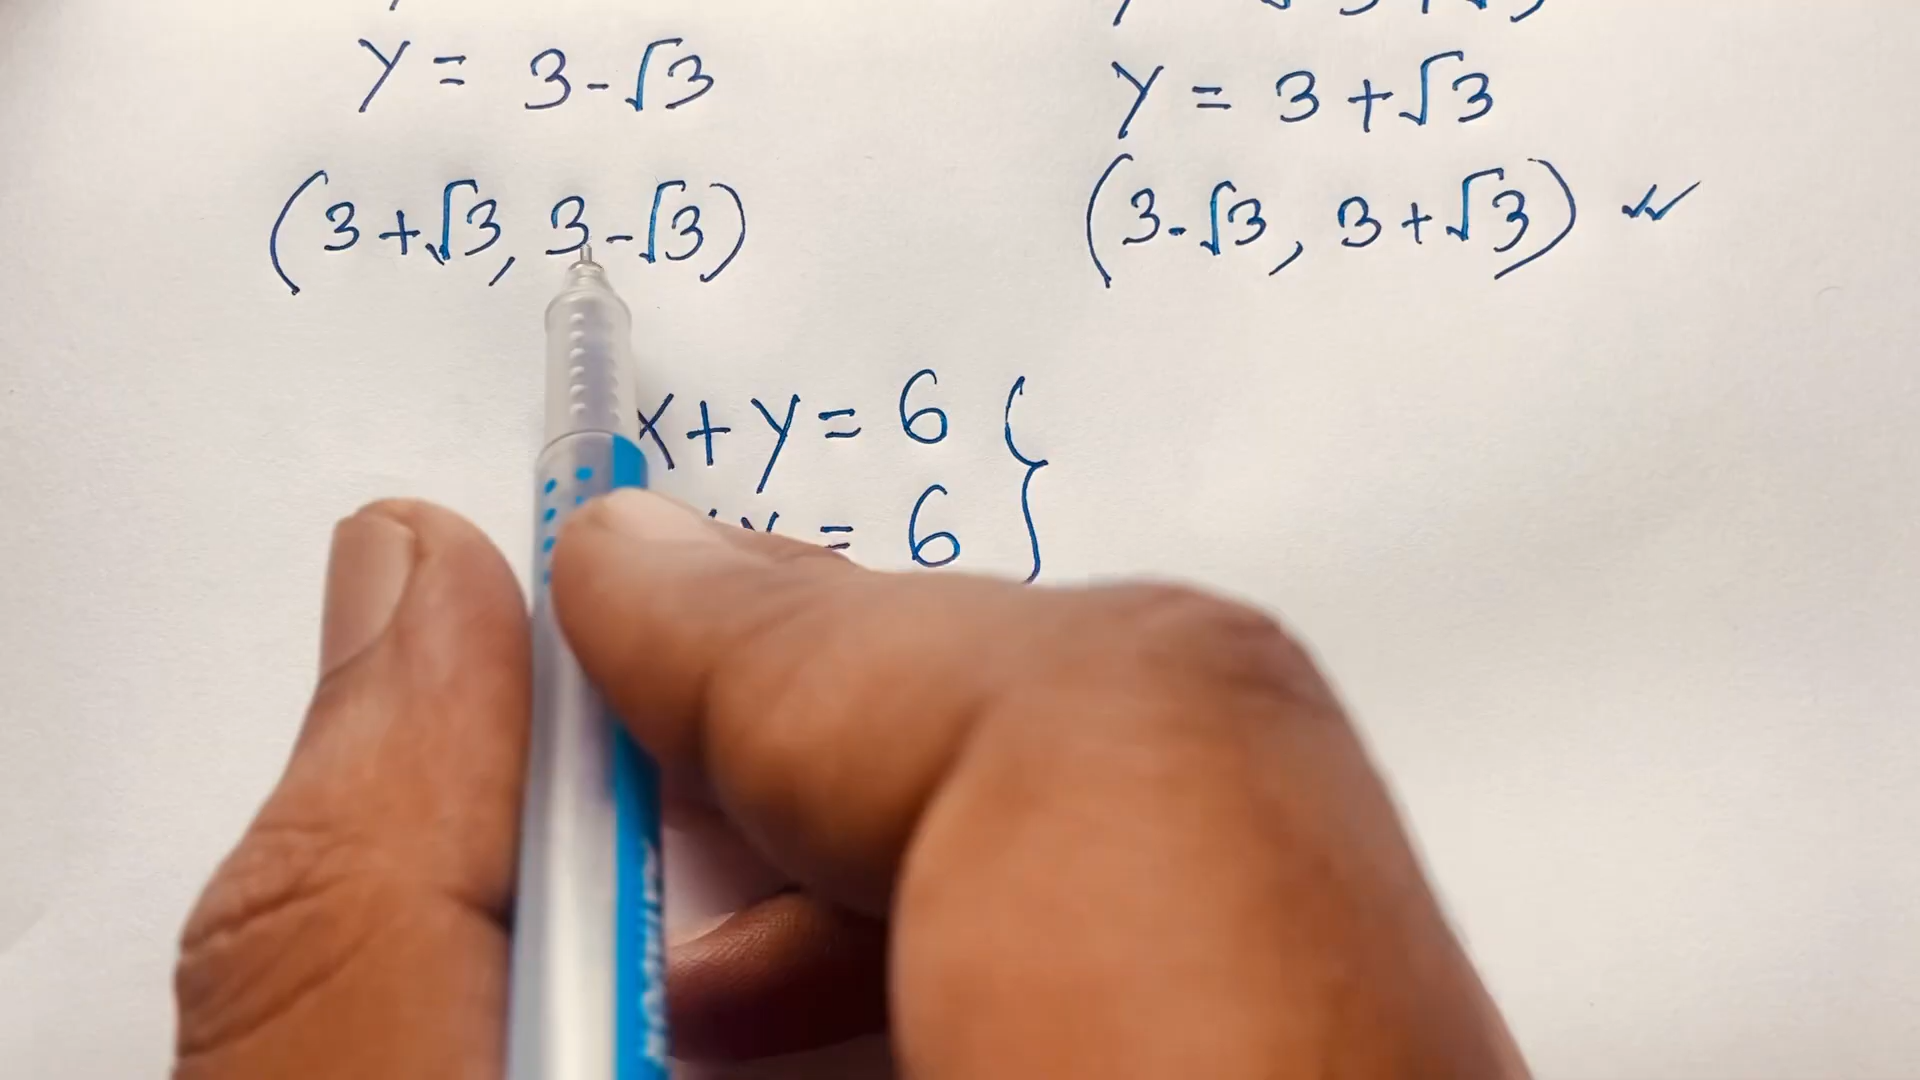 y = 3-√3
y = 3+√3
(3+√3, 3-√3)
(3-√3, 3+√3)
x+y = 6
y = 6